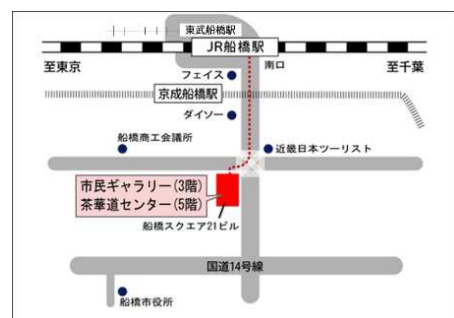 東武船橋駅
JR船橋駅
至東京
南口
至千葉
フェイス
京成船橋駅
ダイソー
船橋商工会議所
近畿日本ツーリスト
市民ギャラリー(3階)
茶華道センター(5階)
船橋スクエア21ビル
国道14号線
船橋市役所